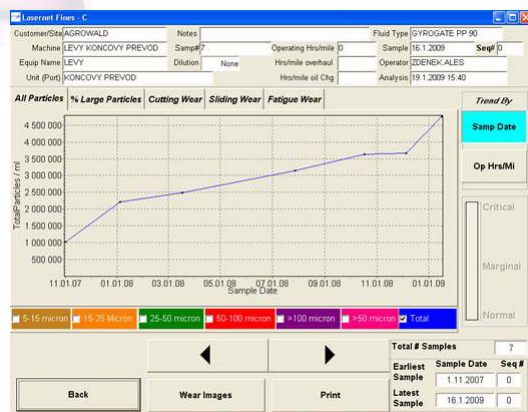 Lasernet Fines - C
Customer/Site AGROWALD Notes Fluid Type GYROGATE PP 90
Machine LEVY KONCOVY PREVOD Samp# 7 Operating Hrs/mile 0 Sample 16.1.2009 Seq# 0
Equip Name LEVY Dilution None Hrs/mile overhaul Operator ZDENEK ALES
Unit (Port) KONCOVY PREVOD Hrs/mile oil Chg Analysis 19.1.2009 15:40
All Particles % Large Particles Cutting Wear Sliding Wear Fatigue Wear Trend By
Samp Date
Op Hrs/Mi
TotalParticles / ml
4 500 000
4 000 000
3 500 000
3 000 000
2 500 000
2 000 000
1 500 000
1 000 000
500 000
11.01.07 01.01.08 03.01.08 05.01.08 07.01.08 09.01.08 11.01.08 01.01.09
Sample Date
Critical
Marginal
Normal
5-15 micron 15-25 Micron 25-50 micron 50-100 micron >100 micron >50 micron Total
Total # Samples 7
Sample Date Seq #
Earliest Sample 1.11.2007 0
Latest Sample 16.1.2009 0
Back Wear Images Print